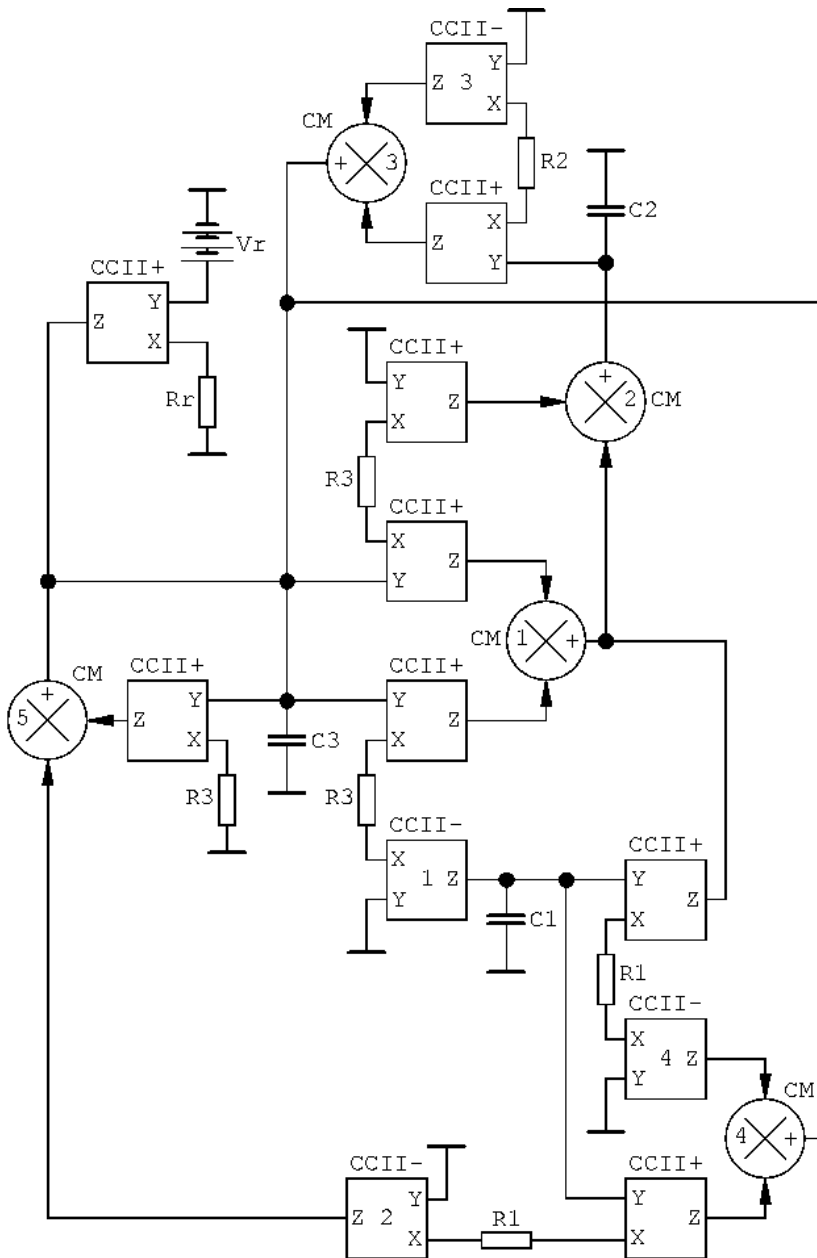 CCII-
Y
Z 3
X
CM
+
3
R2
CCII+
X
Z
Y
C2
Vr
CCII+
Y
Z
X
Rr
CCII+
Y
Z
X
+
2
CM
R3
CCII+
X
Z
Y
CM
1
+
CM
+
5
CCII+
Y
Z
X
CCII+
Y
Z
X
C3
R3
R3
CCII-
X
1 Z
Y
CCII+
Y
Z
X
C1
R1
CCII-
X
4 Z
Y
CM
4
+
CCII-
Y
Z 2
X
R1
CCII+
Y
Z
X